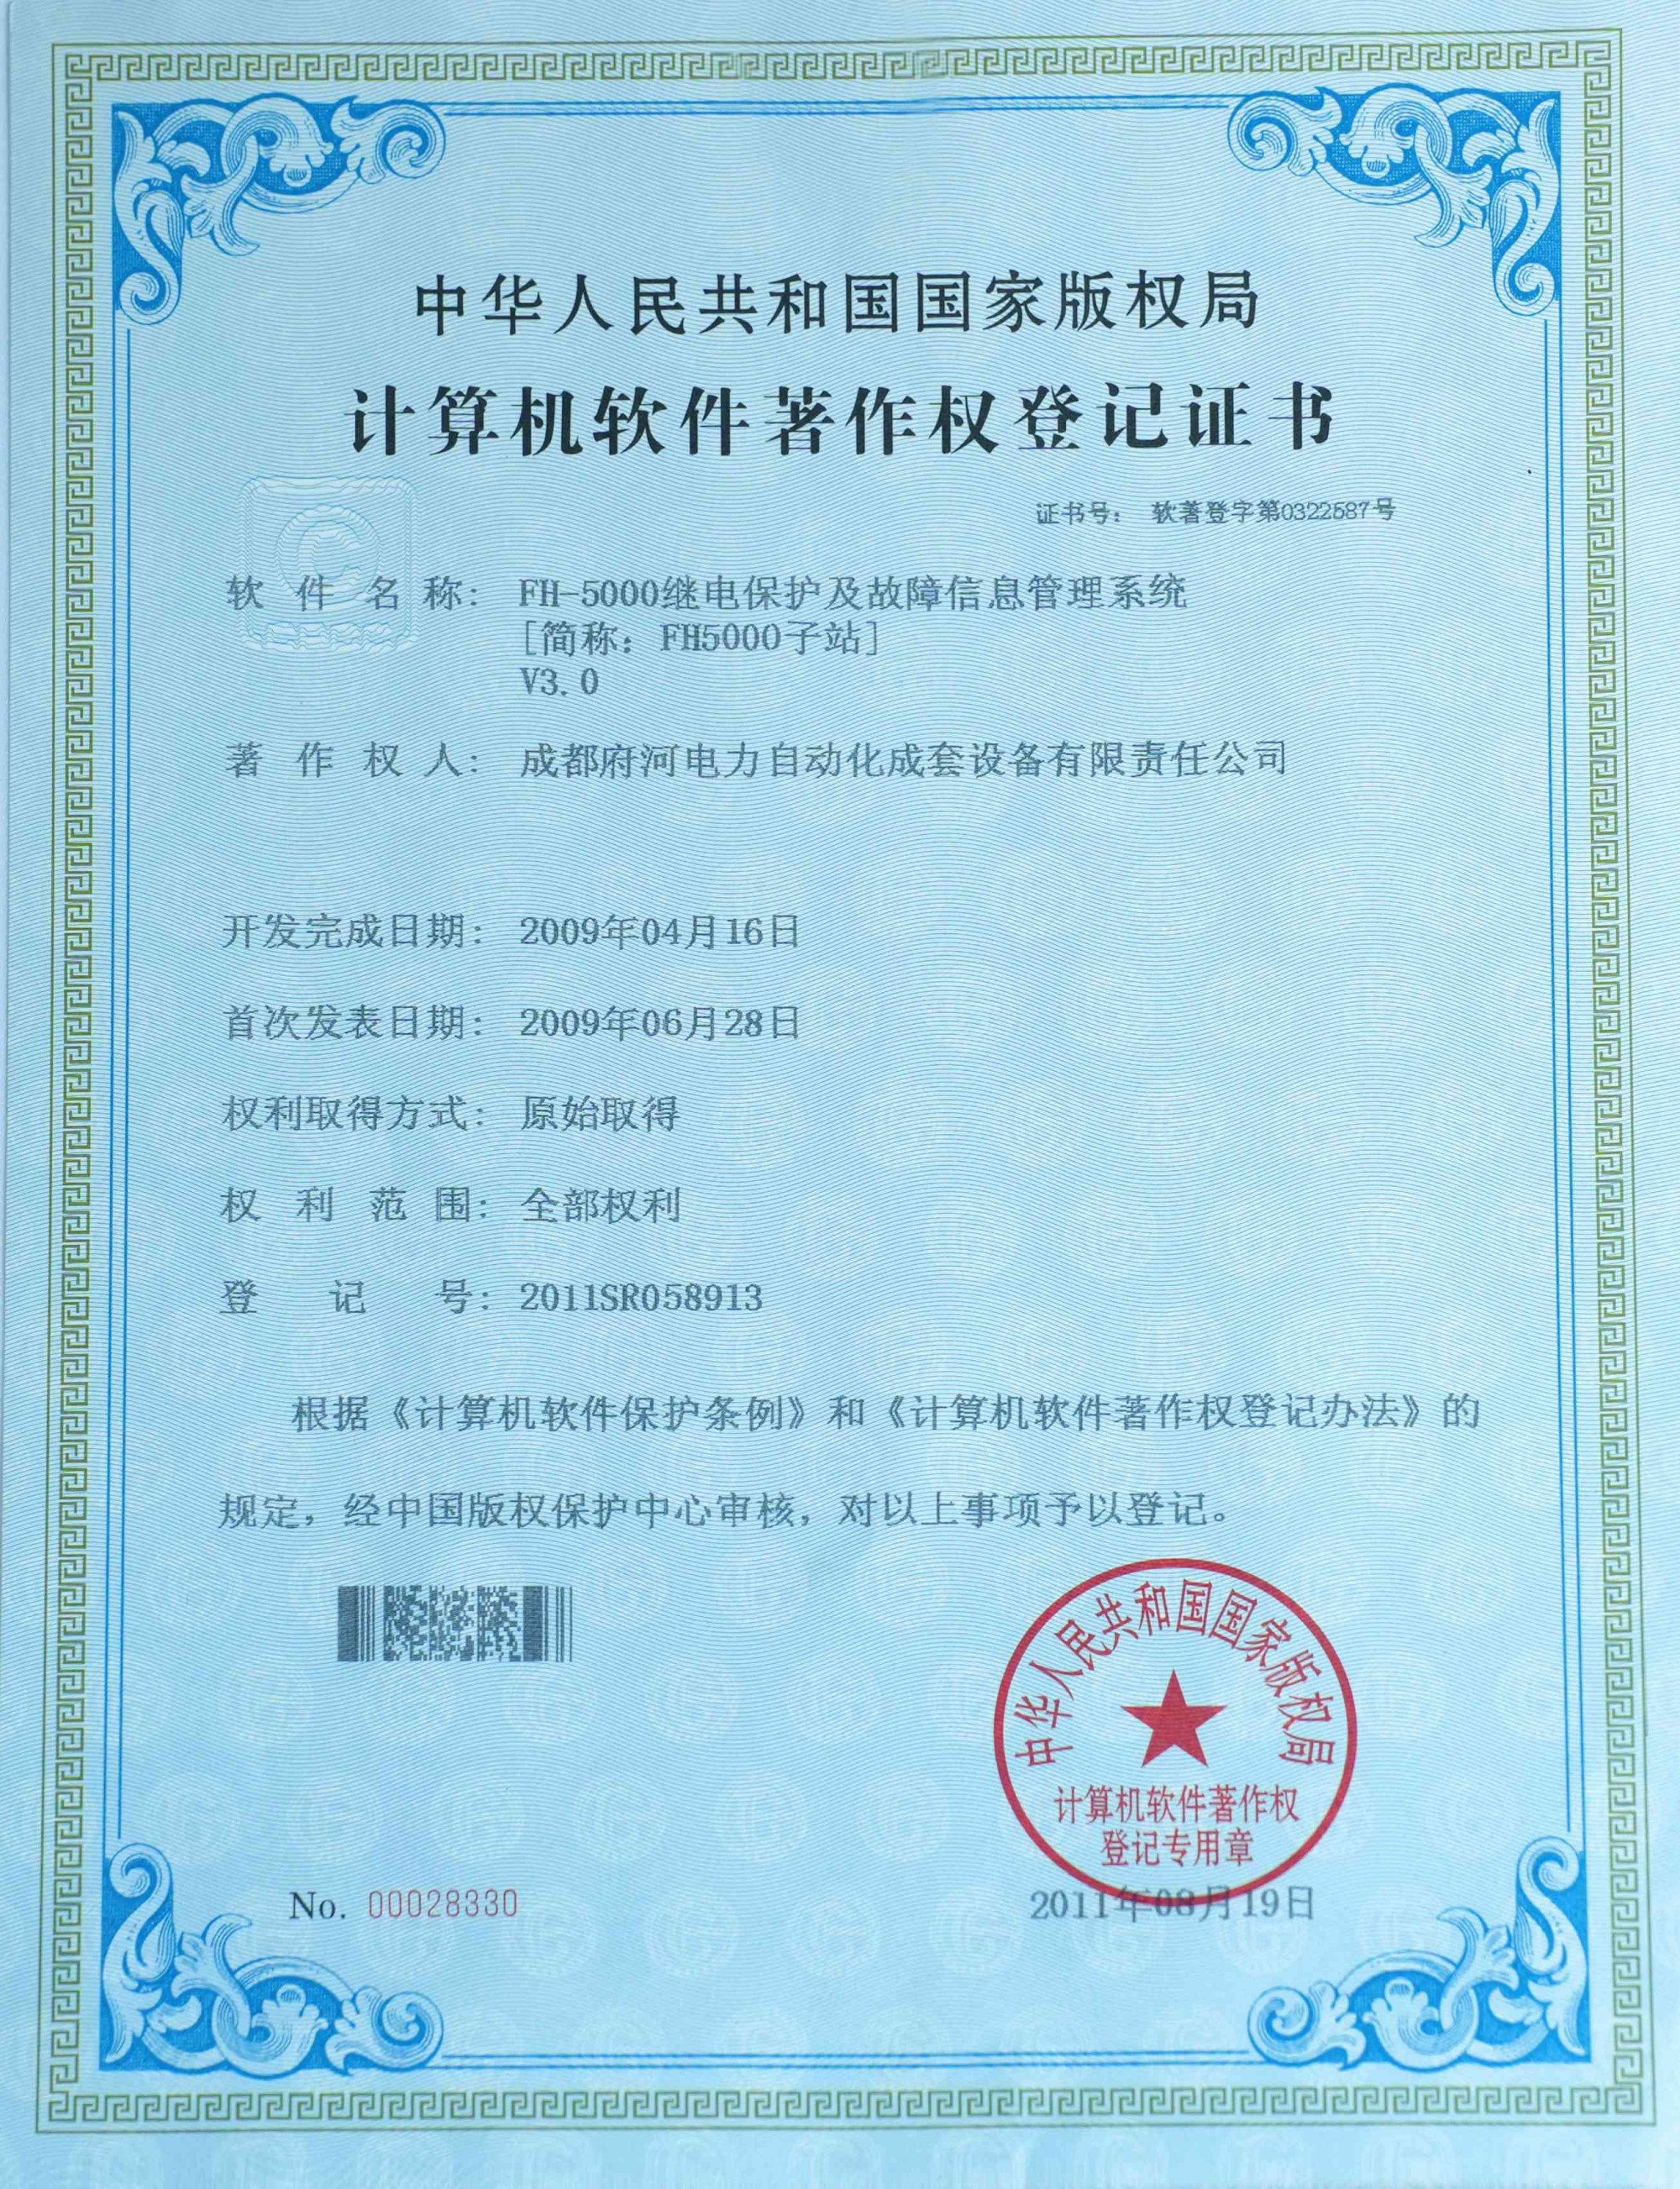 中华人民共和国国家版权局
计算机软件著作权登记证书
证书号： 软著登字第0322587号
软件名称： FH-5000继电保护及故障信息管理系统
[简称：FH5000子站]
V3.0
著作权人： 成都府河电力自动化成套设备有限责任公司
开发完成日期： 2009年04月16日
首次发表日期： 2009年06月28日
权利取得方式： 原始取得
权利范围： 全部权利
登记号： 2011SR058913
根据《计算机软件保护条例》和《计算机软件著作权登记办法》的
规定，经中国版权保护中心审核，对以上事项予以登记。
中华人民共和国国家版权局
计算机软件著作权
登记专用章
No. 00028330
2011年08月19日